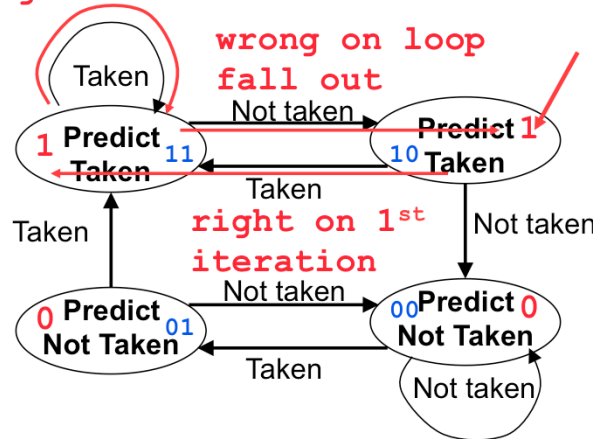 wrong on loop
fall out
Taken
Not taken
1 Predict 11 Taken
10 Predict 1 Taken
Taken
Taken
right on 1st
iteration
Not taken
Not taken
0 Predict 01 Not Taken
00 Predict 0 Not Taken
Taken
Not taken